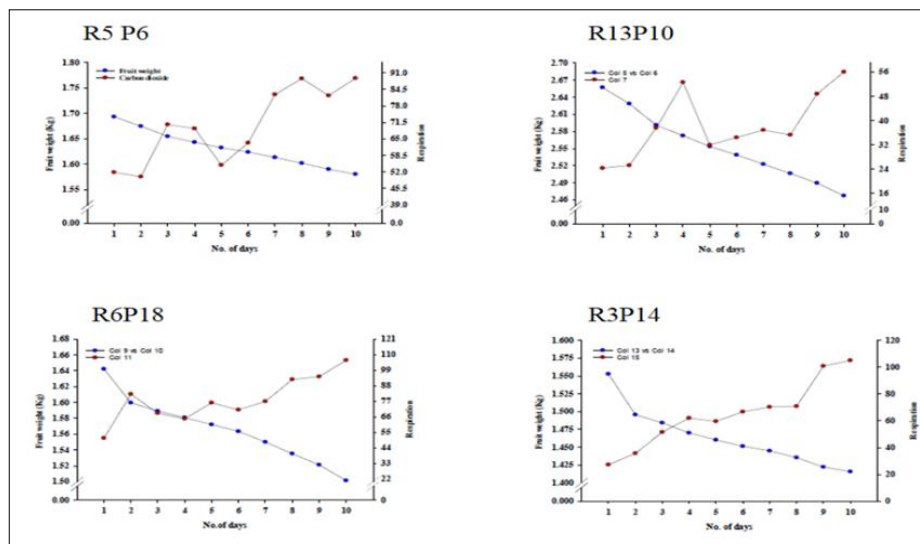 R5 P6
Fruit weight
Carbon dioxide
1.80
1.70
1.65
1.60
1.55
0.00
Fruit weight (Kg)
91.0
84.5
78.0
71.5
65.0
58.5
52.0
45.5
39.0
0.0
Respiration
1 2 3 4 5 6 7 8 9 10
No. of days
R13P10
Col 5 vs Col 6
Col 7
2.70
2.67
2.64
2.61
2.58
2.55
2.52
2.49
2.46
0.00
Fruit weight (Kg)
56
48
40
32
24
16
10
0
Respiration
1 2 3 4 5 6 7 8 9 10
No. of days
R6P18
Col 9 vs Col 10
Col 11
1.68
1.66
1.64
1.62
1.60
1.58
1.56
1.54
1.52
1.50
0.00
Fruit weight (Kg)
121
110
99
88
77
66
55
44
33
22
0
Respiration
1 2 3 4 5 6 7 8 9 10
No.of days
R3P14
Col 13 vs Col 14
Col 15
1.600
1.575
1.550
1.500
1.450
1.425
1.400
0.000
Fruit weight (Kg)
120
100
80
60
40
20
0
Respiration
1 2 3 4 5 6 7 8 9 10
No. of days